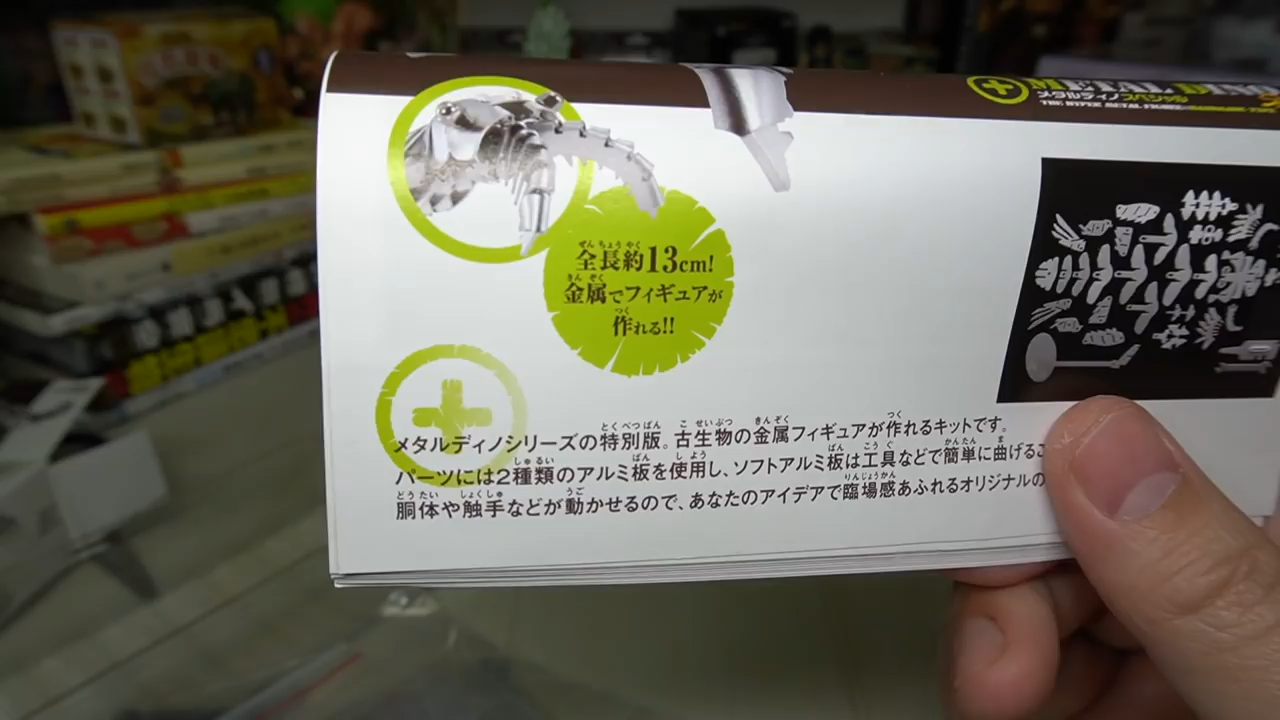 METAL DINO
メタルディノスペシャル
全長約13cm!
金属でフィギュアが
作れる!!
メタルディノシリーズの特別版。古生物の金属フィギュアが作れるキットです。
パーツには2種類のアルミ板を使用し、ソフトアルミ板は工具などで簡単に曲げるこ
胴体や触手などが動かせるので、あなたのアイデアで臨場感あふれるオリジナルの